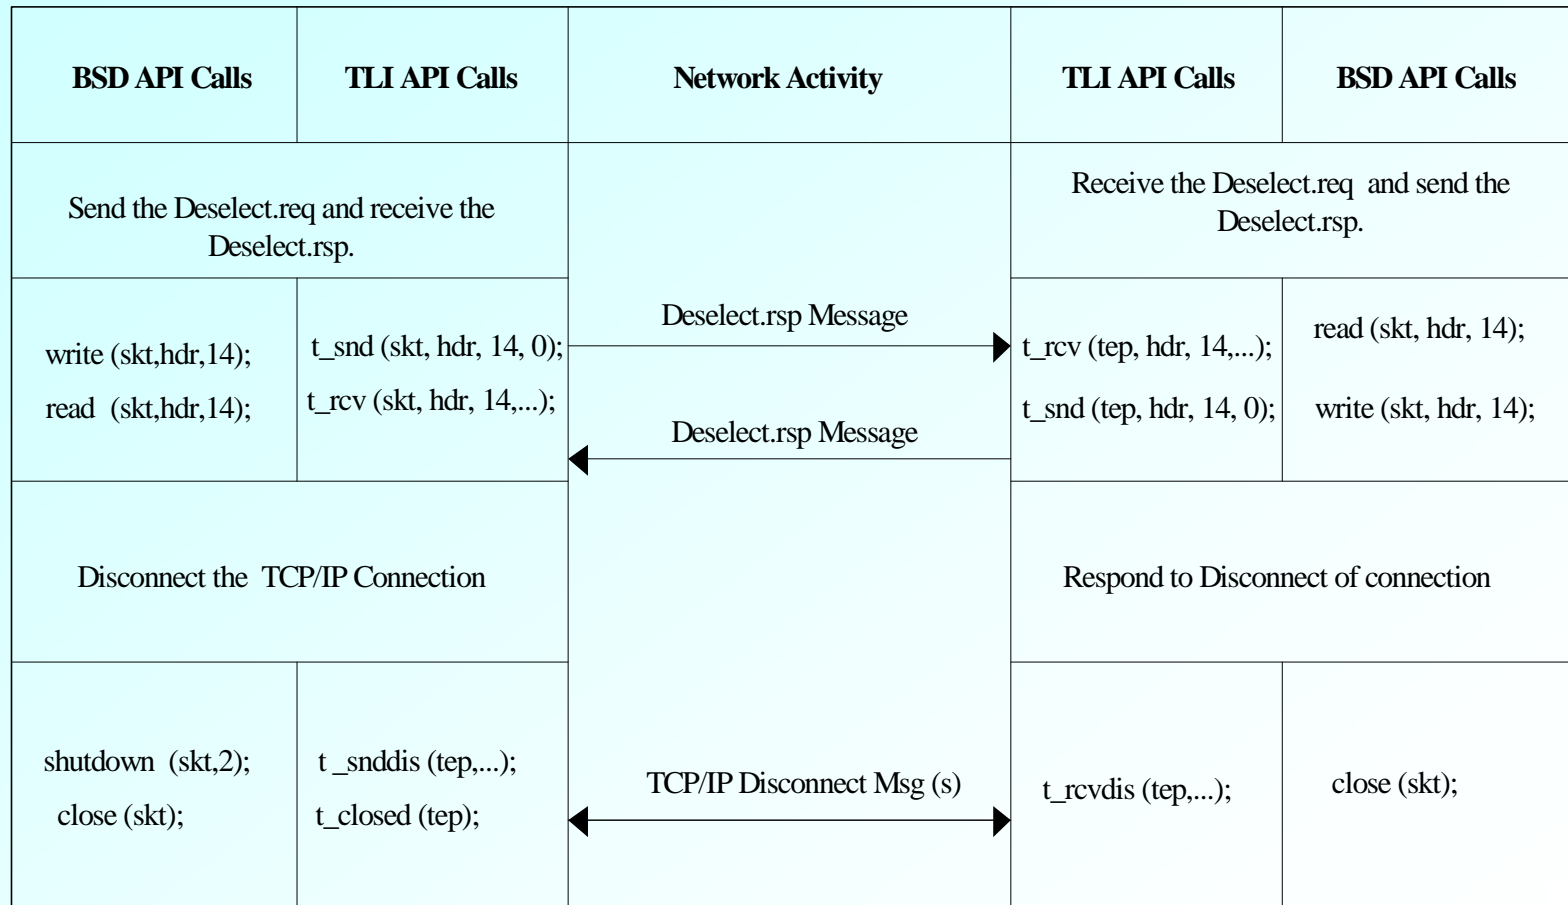 BSD API Calls
TLI API Calls
Network Activity
TLI API Calls
BSD API Calls
Send the Deselect.req and receive the
Deselect.rsp.
Receive the Deselect.req and send the
Deselect.rsp.
write (skt,hdr,14);
read (skt,hdr,14);
t_snd (skt, hdr, 14, 0);
t_rcv (skt, hdr, 14,...);
Deselect.rsp Message
Deselect.rsp Message
t_rcv (tep, hdr, 14,...);
t_snd (tep, hdr, 14, 0);
read (skt, hdr, 14);
write (skt, hdr, 14);
Disconnect the TCP/IP Connection
Respond to Disconnect of connection
shutdown (skt,2);
close (skt);
t _snddis (tep,...);
t_closed (tep);
TCP/IP Disconnect Msg (s)
t_rcvdis (tep,...);
close (skt);